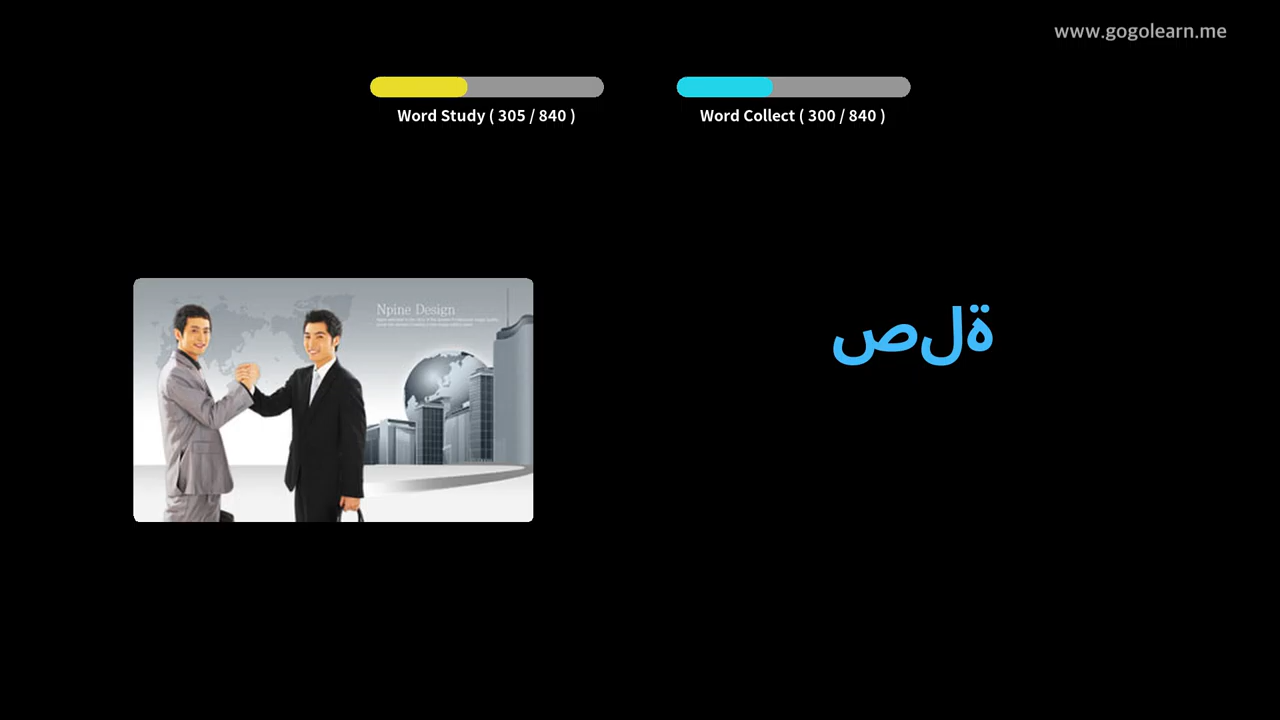 www.gogolearn.me
Word Study ( 305 / 840 )
Word Collect ( 300 / 840 )
Npine Design
صلة